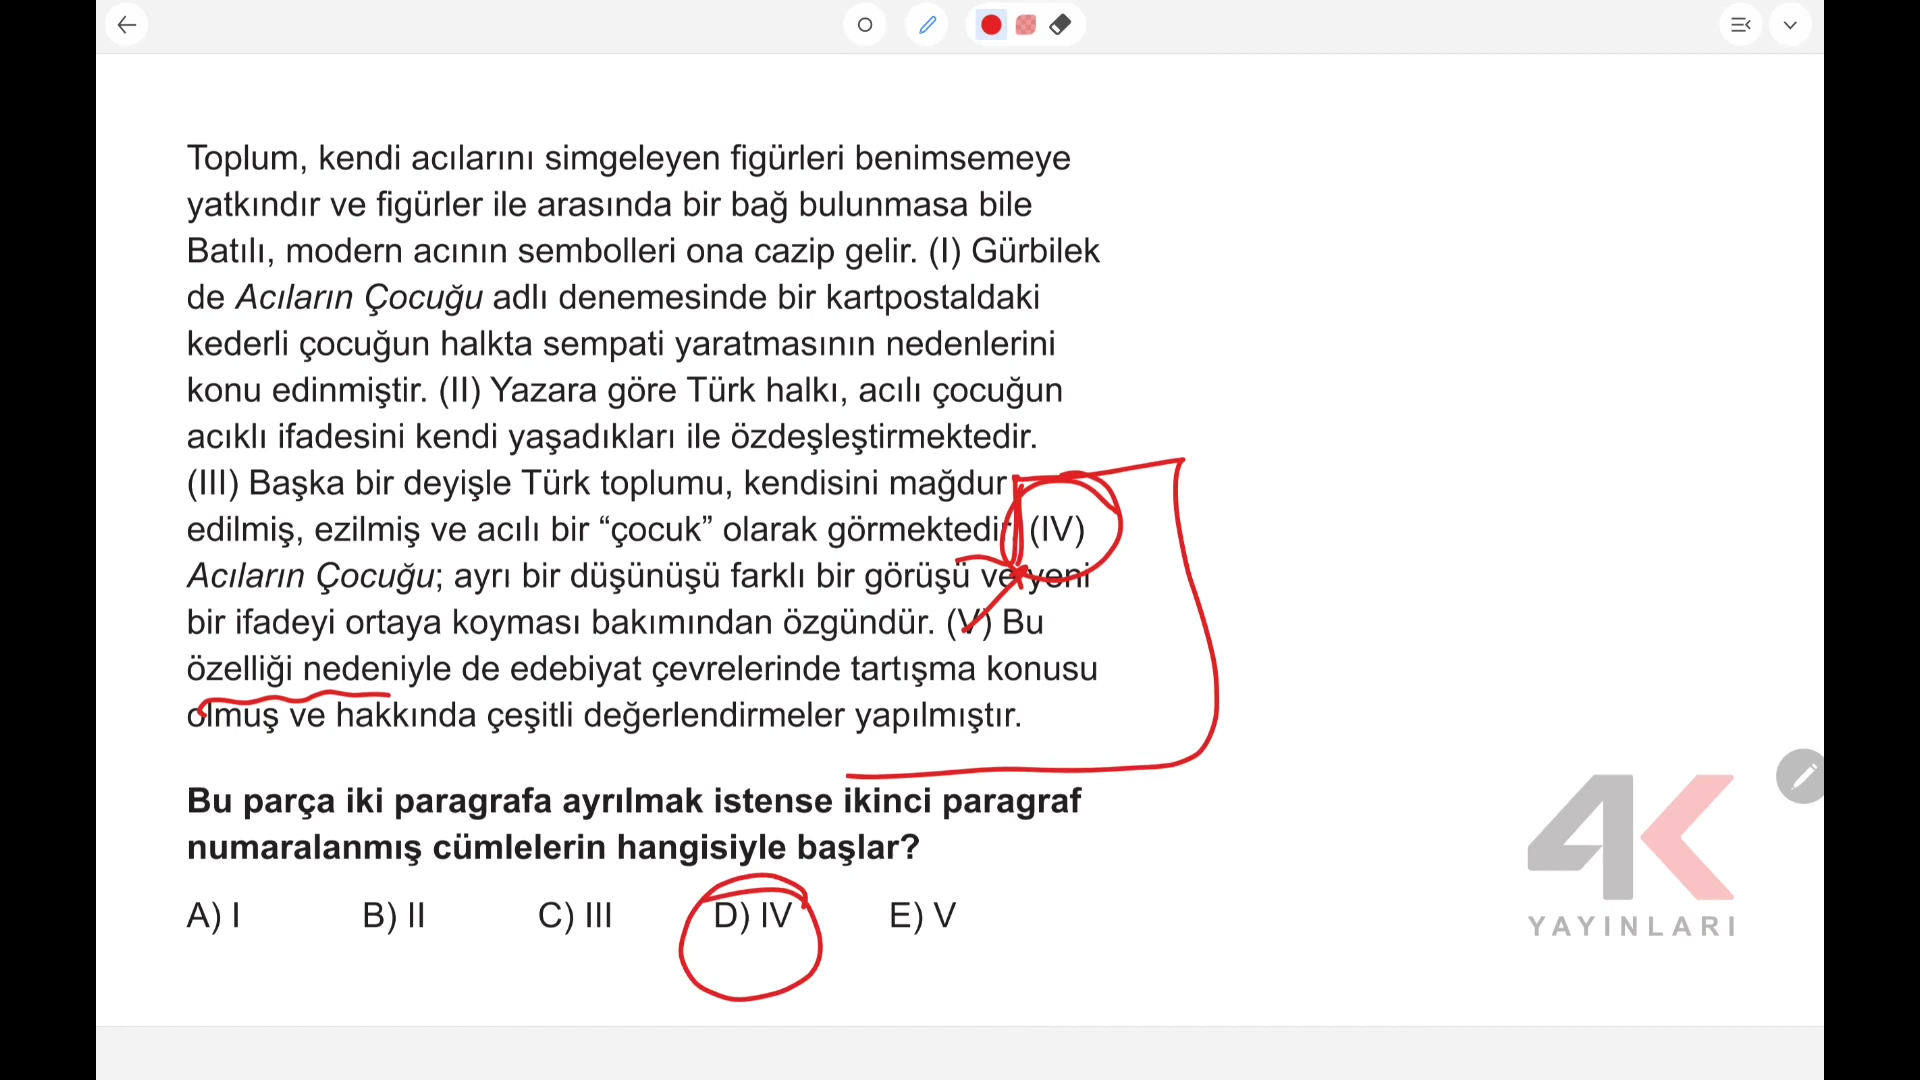 Toplum, kendi acılarını simgeleyen figürleri benimsemeye
yatkındır ve figürler ile arasında bir bağ bulunmasa bile
Batılı, modern acının sembolleri ona cazip gelir. (I) Gürbilek
de Acıların Çocuğu adlı denemesinde bir kartpostaldaki
kederli çocuğun halkta sempati yaratmasının nedenlerini
konu edinmiştir. (II) Yazara göre Türk halkı, acılı çocuğun
acıklı ifadesini kendi yaşadıkları ile özdeşleştirmektedir.
(III) Başka bir deyişle Türk toplumu, kendisini mağdur
edilmiş, ezilmiş ve acılı bir “çocuk” olarak görmektedir. (IV)
Acıların Çocuğu; ayrı bir düşünüşü farklı bir görüşü ve yeni
bir ifadeyi ortaya koyması bakımından özgündür. (V) Bu
özelliği nedeniyle de edebiyat çevrelerinde tartışma konusu
olmuş ve hakkında çeşitli değerlendirmeler yapılmıştır.
Bu parça iki paragrafa ayrılmak istense ikinci paragraf
numaralanmış cümlelerin hangisiyle başlar?
A) I B) II C) III D) IV E) V
4K
YAYINLARI